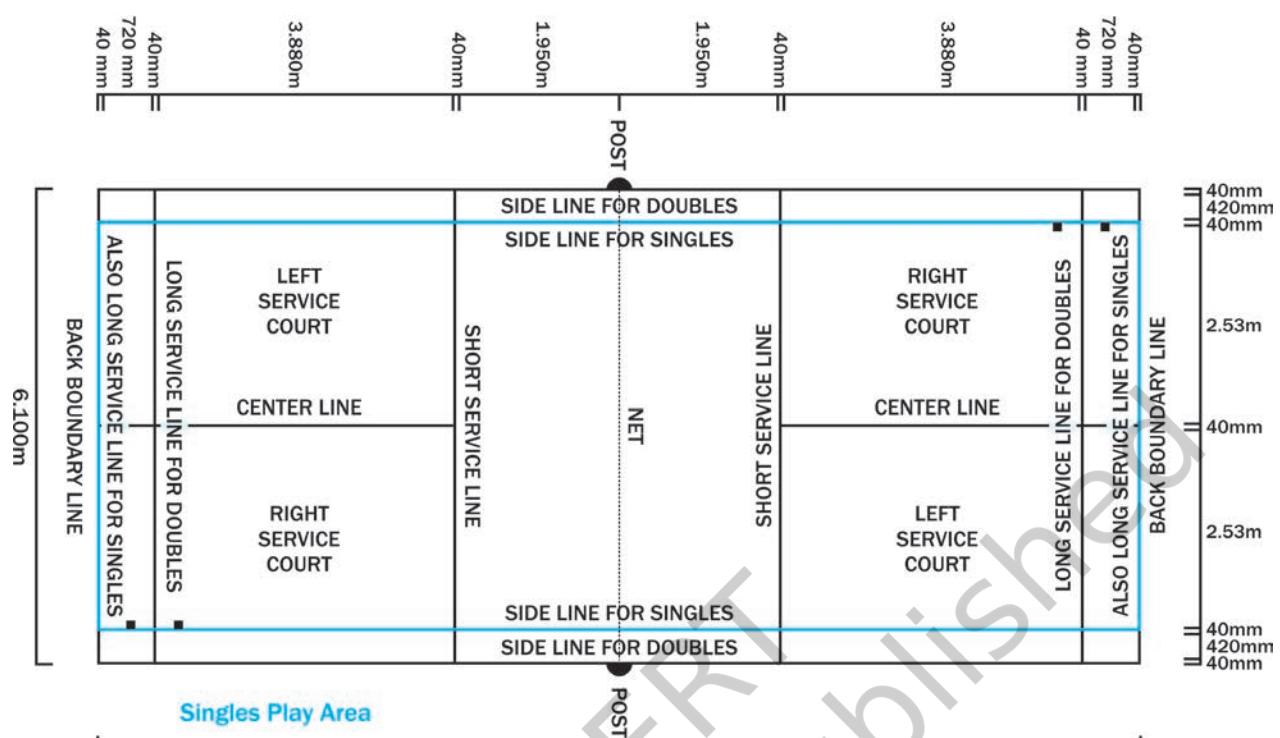 40 mm
720 mm
40mm
3.880m
40mm
1.950m
1.950m
40mm
3.880m
40 mm
720 mm
40mm
POST
SIDE LINE FOR DOUBLES
SIDE LINE FOR SINGLES
40mm
420mm
40mm
6.100m
BACK BOUNDARY LINE
ALSO LONG SERVICE LINE FOR SINGLES
LONG SERVICE LINE FOR DOUBLES
LEFT
SERVICE
COURT
CENTER LINE
RIGHT
SERVICE
COURT
SHORT SERVICE LINE
NET
SHORT SERVICE LINE
RIGHT
SERVICE
COURT
CENTER LINE
LEFT
SERVICE
COURT
LONG SERVICE LINE FOR DOUBLES
ALSO LONG SERVICE LINE FOR SINGLES
BACK BOUNDARY LINE
2.53m
40mm
2.53m
SIDE LINE FOR SINGLES
SIDE LINE FOR DOUBLES
40mm
420mm
40mm
POST
Singles Play Area